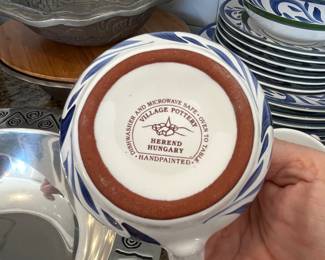 DISHWASHER AND MICROWAVE SAFE · OVEN TO TABLE
VILLAGE POTTERY
HEREND
HUNGARY
· HANDPAINTED ·